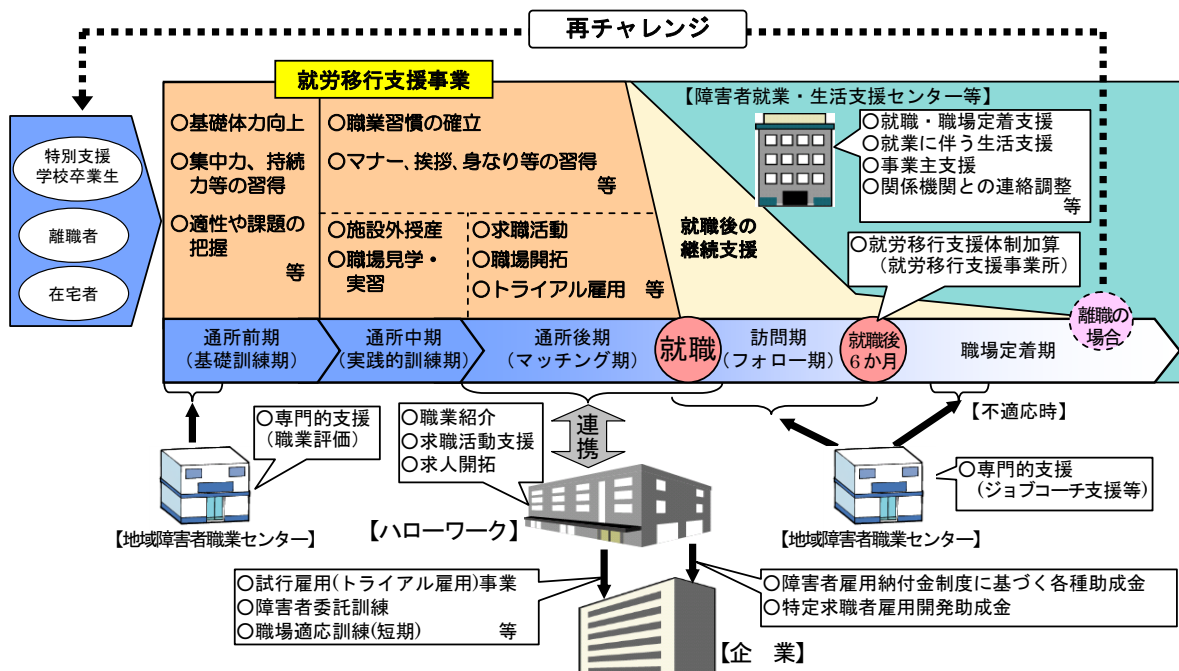 再チャレンジ
就労移行支援事業
特別支援
学校卒業生
離職者
在宅者
○基礎体力向上
○集中力、持続
力等の習得
○適性や課題の
把握
等
○職業習慣の確立
○マナー、挨拶、身なり等の習得
等
○施設外授産
○職場見学・
実習
○求職活動
○職場開拓
○トライアル雇用 等
就職後の
継続支援
【障害者就業・生活支援センター等】
○就職・職場定着支援
○就業に伴う生活支援
○事業主支援
○関係機関との連絡調整
等
○就労移行支援体制加算
(就労移行支援事業所)
離職の
場合
通所前期
(基礎訓練期)
通所中期
(実践的訓練期)
通所後期
(マッチング期)
就職
訪問期
(フォロー期)
就職後
6か月
職場定着期
○専門的支援
(職業評価)
【地域障害者職業センター】
○職業紹介
○求職活動支援
○求人開拓
連携
【ハローワーク】
【不適応時】
○専門的支援
(ジョブコーチ支援等)
【地域障害者職業センター】
○試行雇用(トライアル雇用)事業
○障害者委託訓練
○職場適応訓練(短期) 等
○障害者雇用納付金制度に基づく各種助成金
○特定求職者雇用開発助成金
【企 業】